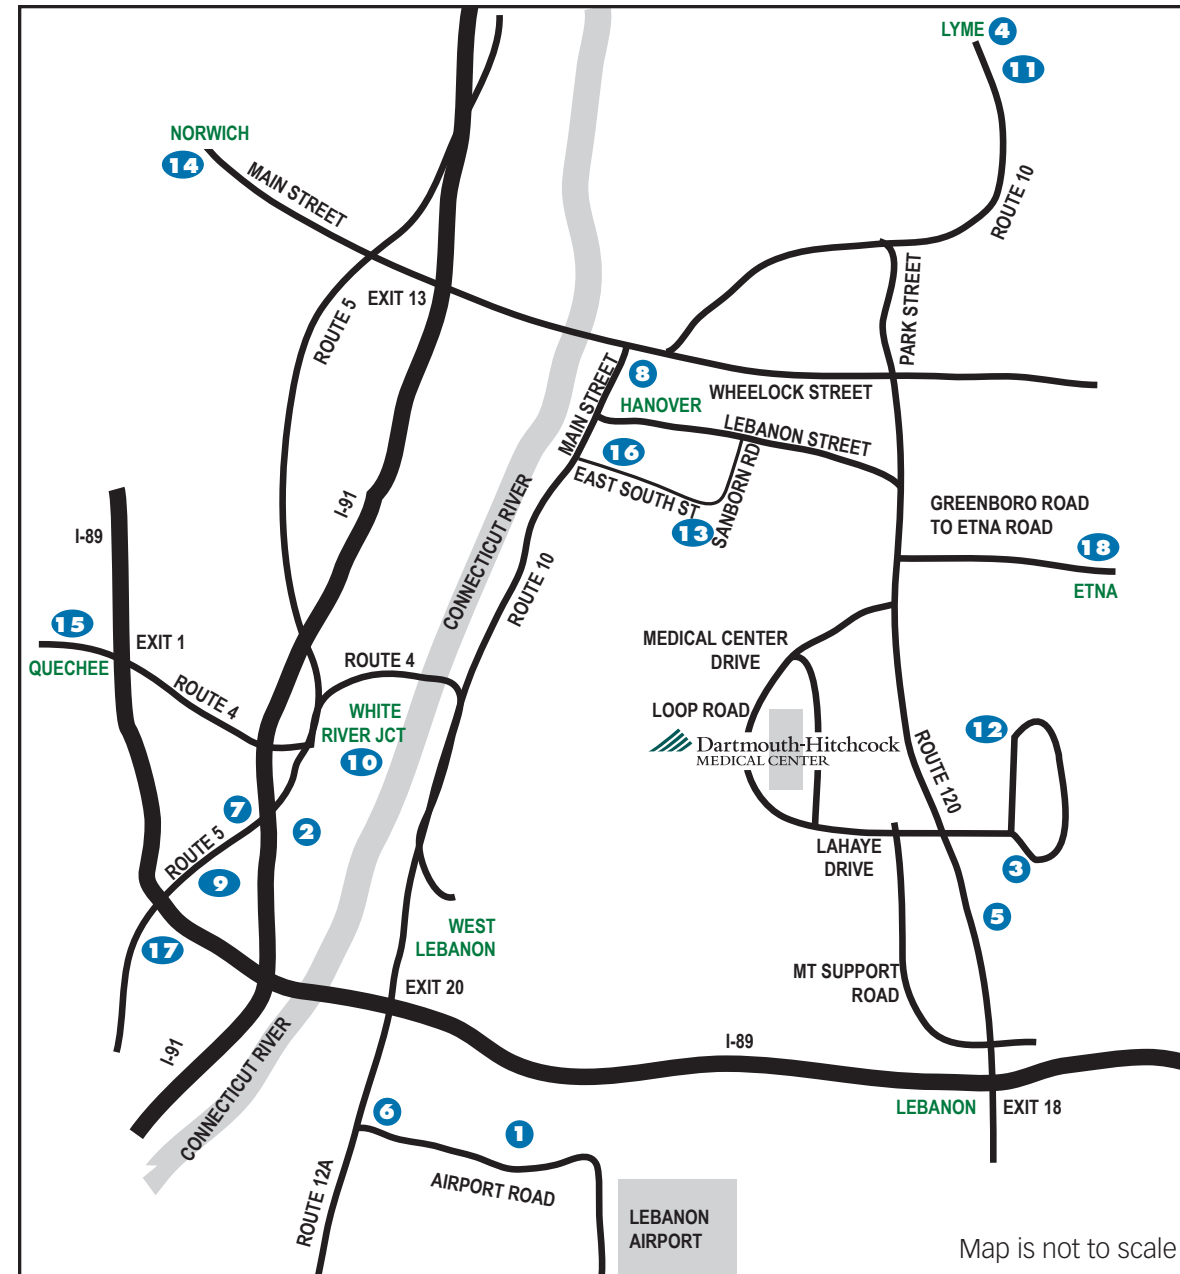 LYME 4
11
NORWICH
14
MAIN STREET
ROUTE 10
PARK STREET
ROUTE 5
EXIT 13
MAIN STREET
8
HANOVER
WHEELOCK STREET
LEBANON STREET
16
EAST SOUTH ST
13
SANBORN RD
I-91
CONNECTICUT RIVER
ROUTE 10
GREENBORO ROAD
TO ETNA ROAD
18
ETNA
I-89
15
EXIT 1
QUECHEE
ROUTE 4
ROUTE 4
WHITE
RIVER JCT
10
MEDICAL CENTER
DRIVE
LOOP ROAD
Dartmouth-Hitchcock
MEDICAL CENTER
12
ROUTE 120
7
2
ROUTE 5
9
LAHAYE
DRIVE
3
5
17
WEST
LEBANON
MT SUPPORT
ROAD
EXIT 20
I-91
CONNECTICUT RIVER
I-89
LEBANON
EXIT 18
6
1
ROUTE 12A
AIRPORT ROAD
LEBANON
AIRPORT
Map is not to scale